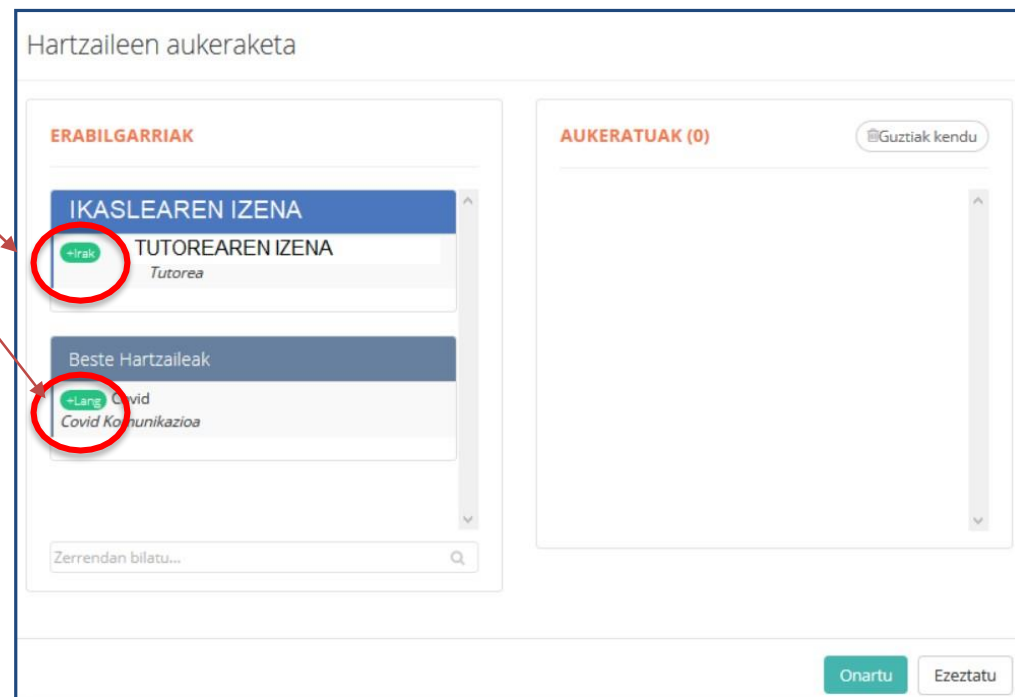 Hartzaileen aukeraketa
ERABILGARRIAK
IKASLEAREN IZENA
+Irak TUTOREAREN IZENA
Tutorea
Beste Hartzaileak
+Lang Covid
Covid Komunikazioa
Zerrendan bilatu...
AUKERATUAK (0)
Guztiak kendu
Onartu Ezeztatu